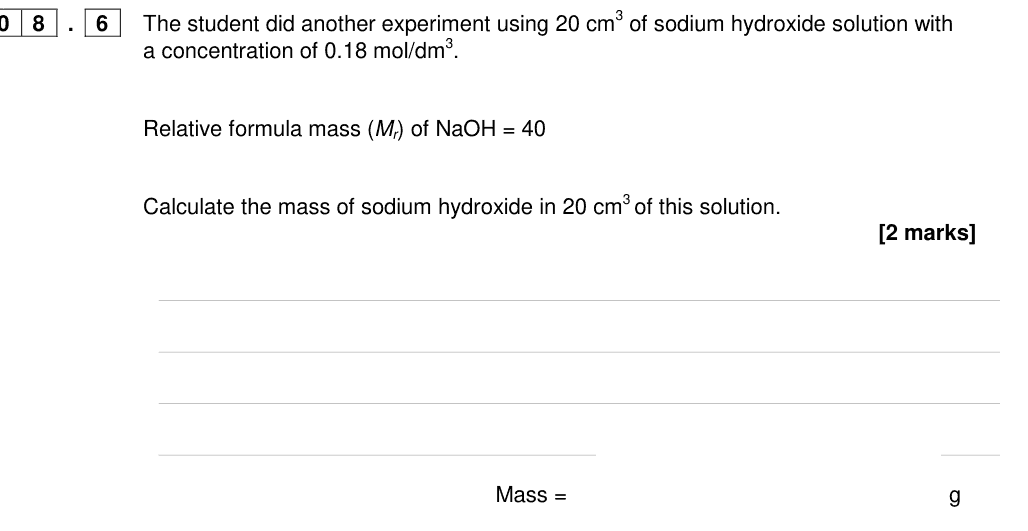 0 8 . 6 The student did another experiment using 20 cm³ of sodium hydroxide solution with
a concentration of 0.18 mol/dm³.
Relative formula mass (Mᵣ) of NaOH = 40
Calculate the mass of sodium hydroxide in 20 cm³ of this solution.
[2 marks]
Mass = g